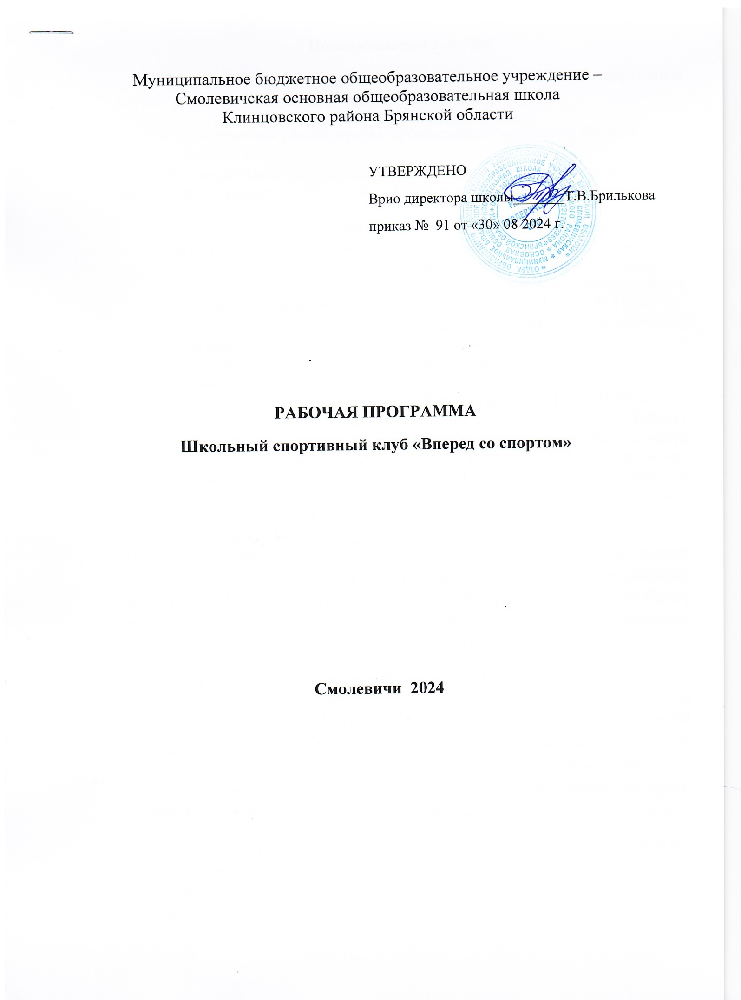 Муниципальное бюджетное общеобразовательное учреждение –
Смолевичская основная общеобразовательная школа
Клинцовского района Брянской области
УТВЕРЖДЕНО
Врио директора школы_______Т.В.Брилькова
приказ № 91 от «30» 08 2024 г.
РАБОЧАЯ ПРОГРАММА
Школьный спортивный клуб «Вперед со спортом»
Смолевичи 2024